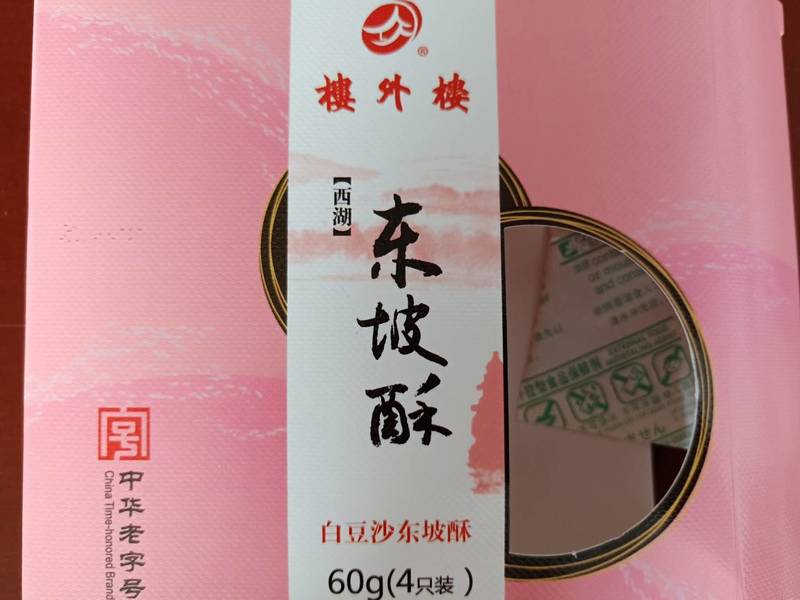 ®
樓外樓
【西湖】
东坡酥
白豆沙东坡酥
60g(4只装 )
中华老字号
China Time-honored Brand